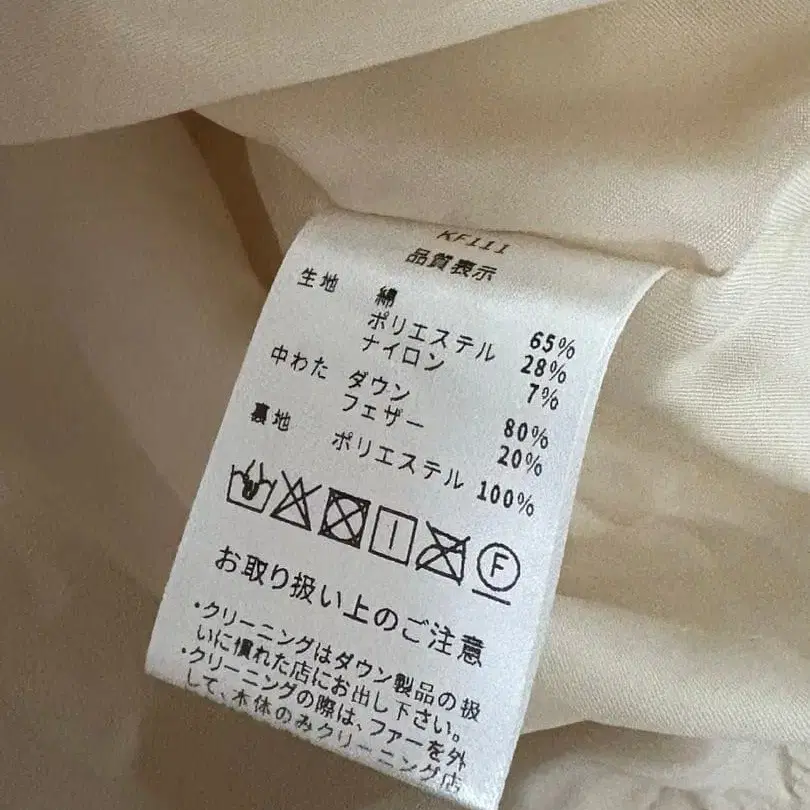 KF111
品質表示
生地 綿 65%
ポリエステル 28%
ナイロン 7%
中わた ダウン 80%
フェザー 20%
裏地 ポリエステル 100%
F
お取り扱い上のご注意
・クリーニングはダウン製品の扱
いに慣れた店にお出し下さい。
・クリーニングの際は、ファーを外
して、本体のみクリーニング店